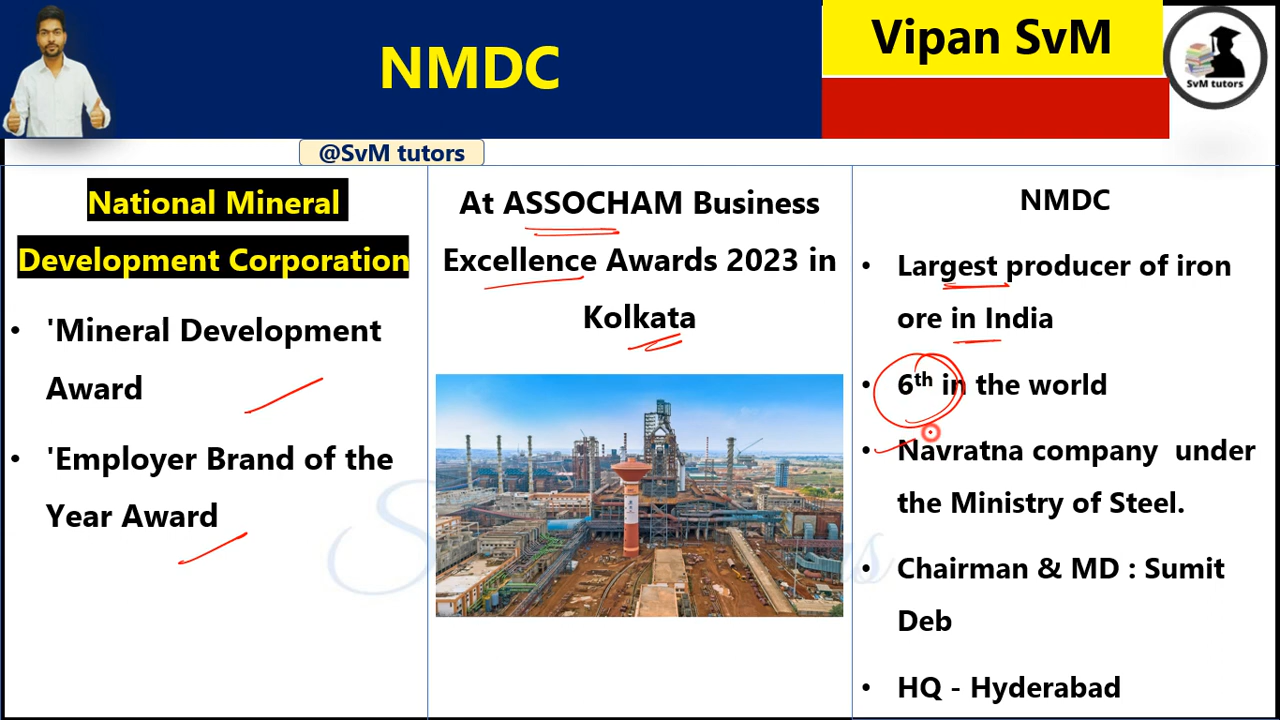 NMDC
Vipan SvM
SvM tutors
@SvM tutors
National Mineral
Development Corporation
• 'Mineral Development
Award
• 'Employer Brand of the
Year Award
At ASSOCHAM Business
Excellence Awards 2023 in
Kolkata
NMDC
• Largest producer of iron
ore in India
• 6th in the world
• Navratna company under
the Ministry of Steel.
• Chairman & MD : Sumit
Deb
• HQ - Hyderabad